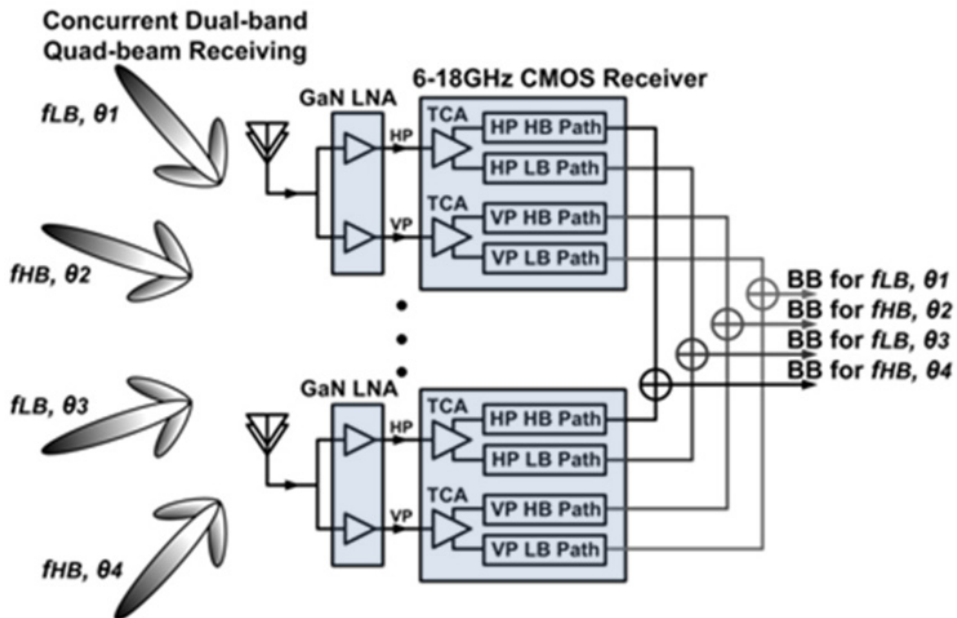 Concurrent Dual-band
Quad-beam Receiving
6-18GHz CMOS Receiver
GaN LNA
fLB, θ1
fHB, θ2
fLB, θ3
fHB, θ4
HP
VP
TCA
HP HB Path
HP LB Path
TCA
VP HB Path
VP LB Path
BB for fLB, θ1
BB for fHB, θ2
BB for fLB, θ3
BB for fHB, θ4
GaN LNA
HP
VP
TCA
HP HB Path
HP LB Path
TCA
VP HB Path
VP LB Path